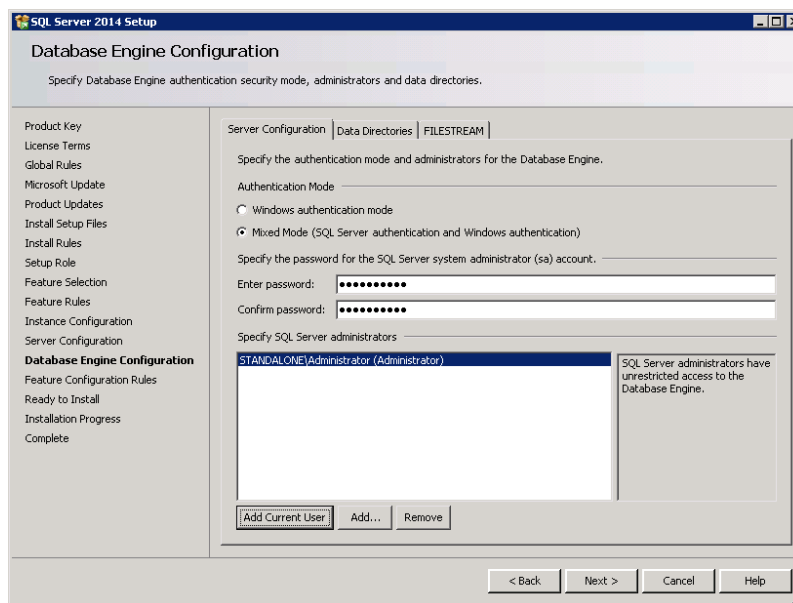 SQL Server 2014 Setup
Database Engine Configuration
Specify Database Engine authentication security mode, administrators and data directories.
Product Key
License Terms
Global Rules
Microsoft Update
Product Updates
Install Setup Files
Install Rules
Setup Role
Feature Selection
Feature Rules
Instance Configuration
Server Configuration
Database Engine Configuration
Feature Configuration Rules
Ready to Install
Installation Progress
Complete
Server Configuration Data Directories FILESTREAM
Specify the authentication mode and administrators for the Database Engine.
Authentication Mode
Windows authentication mode
Mixed Mode (SQL Server authentication and Windows authentication)
Specify the password for the SQL Server system administrator (sa) account.
Enter password: ●●●●●●●●●●
Confirm password: ●●●●●●●●●●
Specify SQL Server administrators
STANDALONE\Administrator (Administrator)
SQL Server administrators have
unrestricted access to the
Database Engine.
Add Current User Add... Remove
< Back Next > Cancel Help